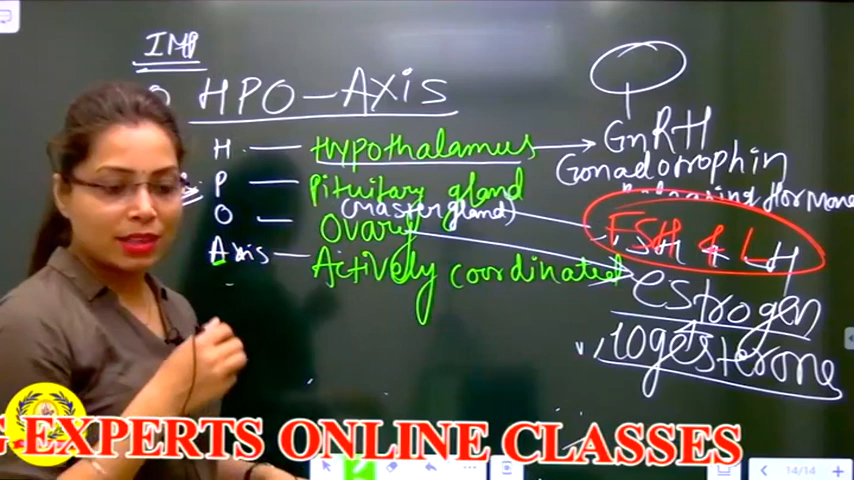 IMP
HPO-AXIS
H — Hypothalamus → GnRH
Gonadotrophin
Releasing Hormone
P — Pituitary gland
(Master gland)
FSH & LH
O — Ovary
Axis — Actively coordinated
estrogen
rogesterone
G EXPERTS ONLINE CLASSES
14/14